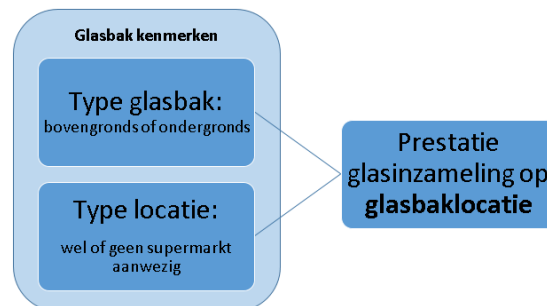 Glasbak kenmerken
Type glasbak:
bovengronds of ondergronds
Type locatie:
wel of geen supermarkt
aanwezig
Prestatie
glasinzameling op
glasbaklocatie